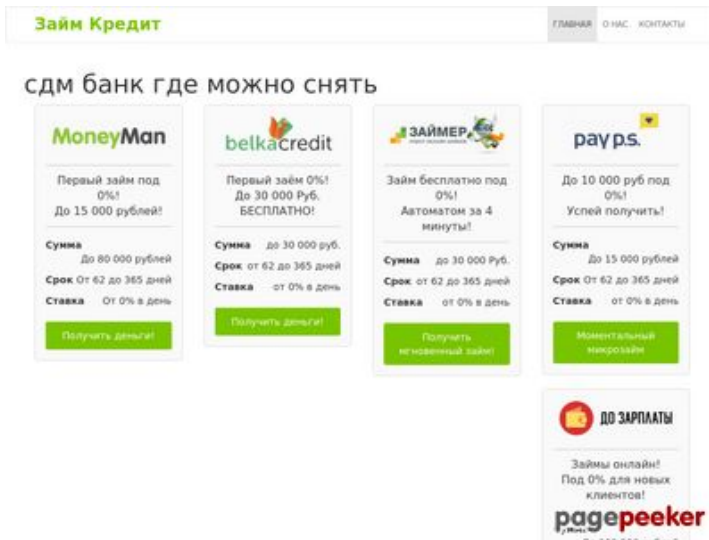 Займ Кредит
ГЛАВНАЯ О НАС КОНТАКТЫ
сдм банк где можно снять
MoneyMan
Первый займ под
0%!
До 15 000 рублей!
Сумма
До 80 000 рублей
Срок От 62 до 365 дней
Ставка От 0% в день
Получить деньги!
belkacredit
Первый заём 0%!
До 30 000 Руб.
БЕСПЛАТНО!
Сумма до 30 000 руб.
Срок от 62 до 365 дней
Ставка от 0% в день
Получить деньги!
ЗАЙМЕР
Займ бесплатно под
0%!
Автоматом за 4
минуты!
Сумма до 30 000 Руб.
Срок от 62 до 365 дней
Ставка от 0% в день
Получить
мгновенный займ!
pay p.s.
До 10 000 руб под
0%!
Успей получить!
Сумма
До 15 000 рублей
Срок От 62 до 365 дней
Ставка От 0% в день
Моментальный
микрозайм
ДО ЗАРПЛАТЫ
Займы онлайн!
Под 0% для новых
клиентов!
pagepeeker